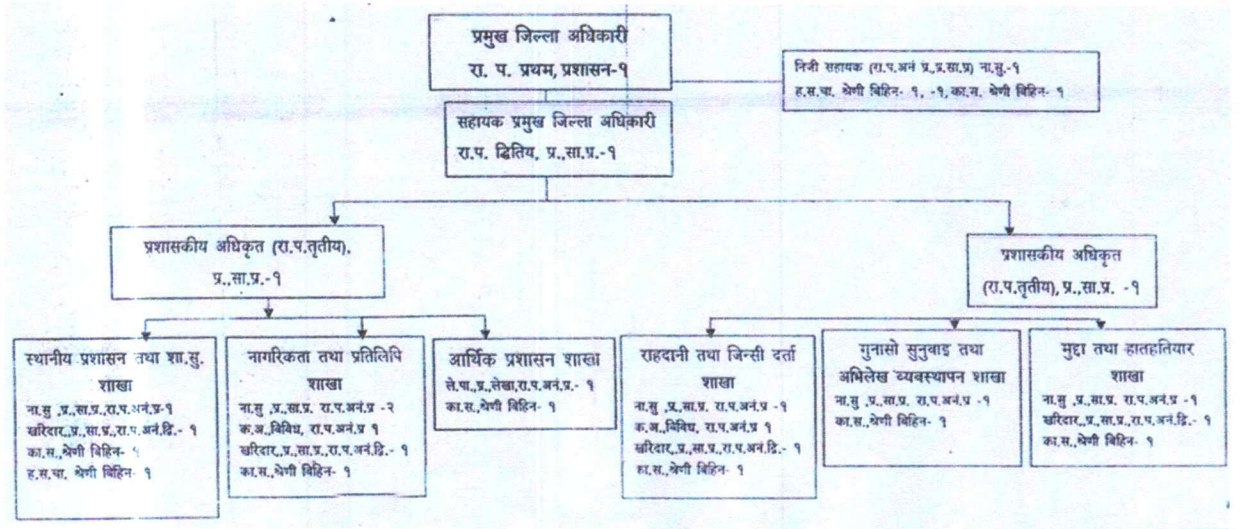 प्रमुख जिल्ला अधिकारी
रा. प. प्रथम, प्रशासन-१
निजी सहायक (रा.प.अनं प्र.,प्र.सा.प्र) ना.सु.-१
ह.स.चा. श्रेणी बिहिन- १, -१,का.स. श्रेणी बिहिन- १
सहायक प्रमुख जिल्ला अधिकारी
रा.प. द्धितिय, प्र.,सा.प्र.-१
प्रशासकीय अधिकृत (रा.प.तृतीय),
प्र.,सा.प्र.-१
प्रशासकीय अधिकृत
(रा.प.तृतीय), प्र.,सा.प्र. -१
स्थानीय प्रशासन तथा शा.सु.
शाखा
ना.सु .,प्र.,सा.प्र.,रा.प.अनं.प्र-१
खरिदार,.प्र.,सा.प्र.,रा.प.अनं.द्वि.- १
का.स.,श्रेणी बिहिन- १
ह.स.चा. श्रेणी बिहिन- १
नागरिकता तथा प्रतिलिपि
शाखा
ना.सु .,प्र.,सा.प्र. रा.प.अनं.प्र -२
क.अ.,विविध, रा.प.अनं.प्र १
खरिदार,.प्र.,सा.प्र.,रा.प.अनं.द्वि.- १
का.स.,श्रेणी बिहिन- १
आर्थिक प्रशासन शाखा
ले.पा.,प्र.,लेखा,रा.प.अनं.प्र.- १
का.स.,श्रेणी बिहिन- १
राहदानी तथा जिन्सी दर्ता
शाखा
ना.सु .,प्र.,सा.प्र. रा.प.अनं.प्र -१
क.अ.,विविध, रा.प.अनं.प्र १
खरिदार,.प्र.,सा.प्र.,रा.प.अनं.द्वि.- १
का.स.,श्रेणी बिहिन- १
गुनासो सुनुवाइ तथा
अभिलेख व्यवस्थापन शाखा
ना.सु .,प्र.,सा.प्र. रा.प.अनं.प्र -१
का.स.,श्रेणी बिहिन- १
मुद्दा तथा हातहतियार
शाखा
ना.सु .,प्र.,सा.प्र. रा.प.अनं.प्र -१
खरिदार,.प्र.,सा.प्र.,रा.प.अनं.द्वि.- १
का.स.,श्रेणी बिहिन- १